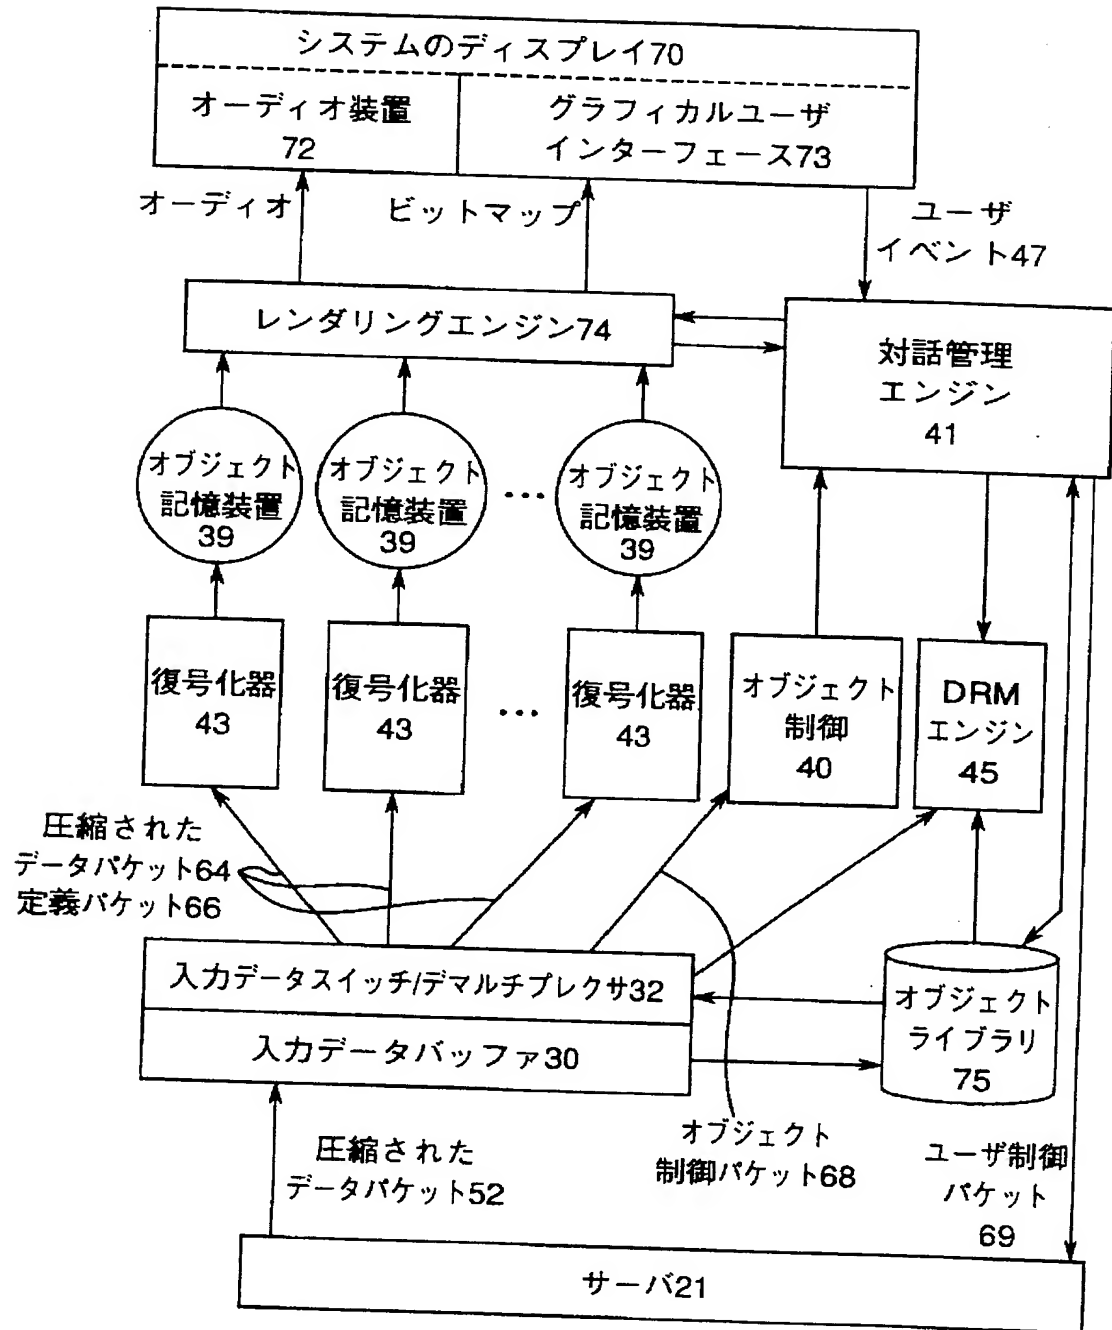 システムのディスプレイ70
オーディオ装置
72
グラフィカルユーザ
インターフェース73
オーディオ
ビットマップ
ユーザ
イベント47
レンダリングエンジン74
対話管理
エンジン
41
オブジェクト
記憶装置
39
オブジェクト
記憶装置
39
...
オブジェクト
記憶装置
39
復号化器
43
復号化器
43
...
復号化器
43
オブジェクト
制御
40
DRM
エンジン
45
圧縮された
データパケット64
定義パケット66
入力データスイッチ/デマルチプレクサ32
入力データバッファ30
オブジェクト
ライブラリ
75
圧縮された
データパケット52
オブジェクト
制御パケット68
ユーザ制御
パケット
69
サーバ21